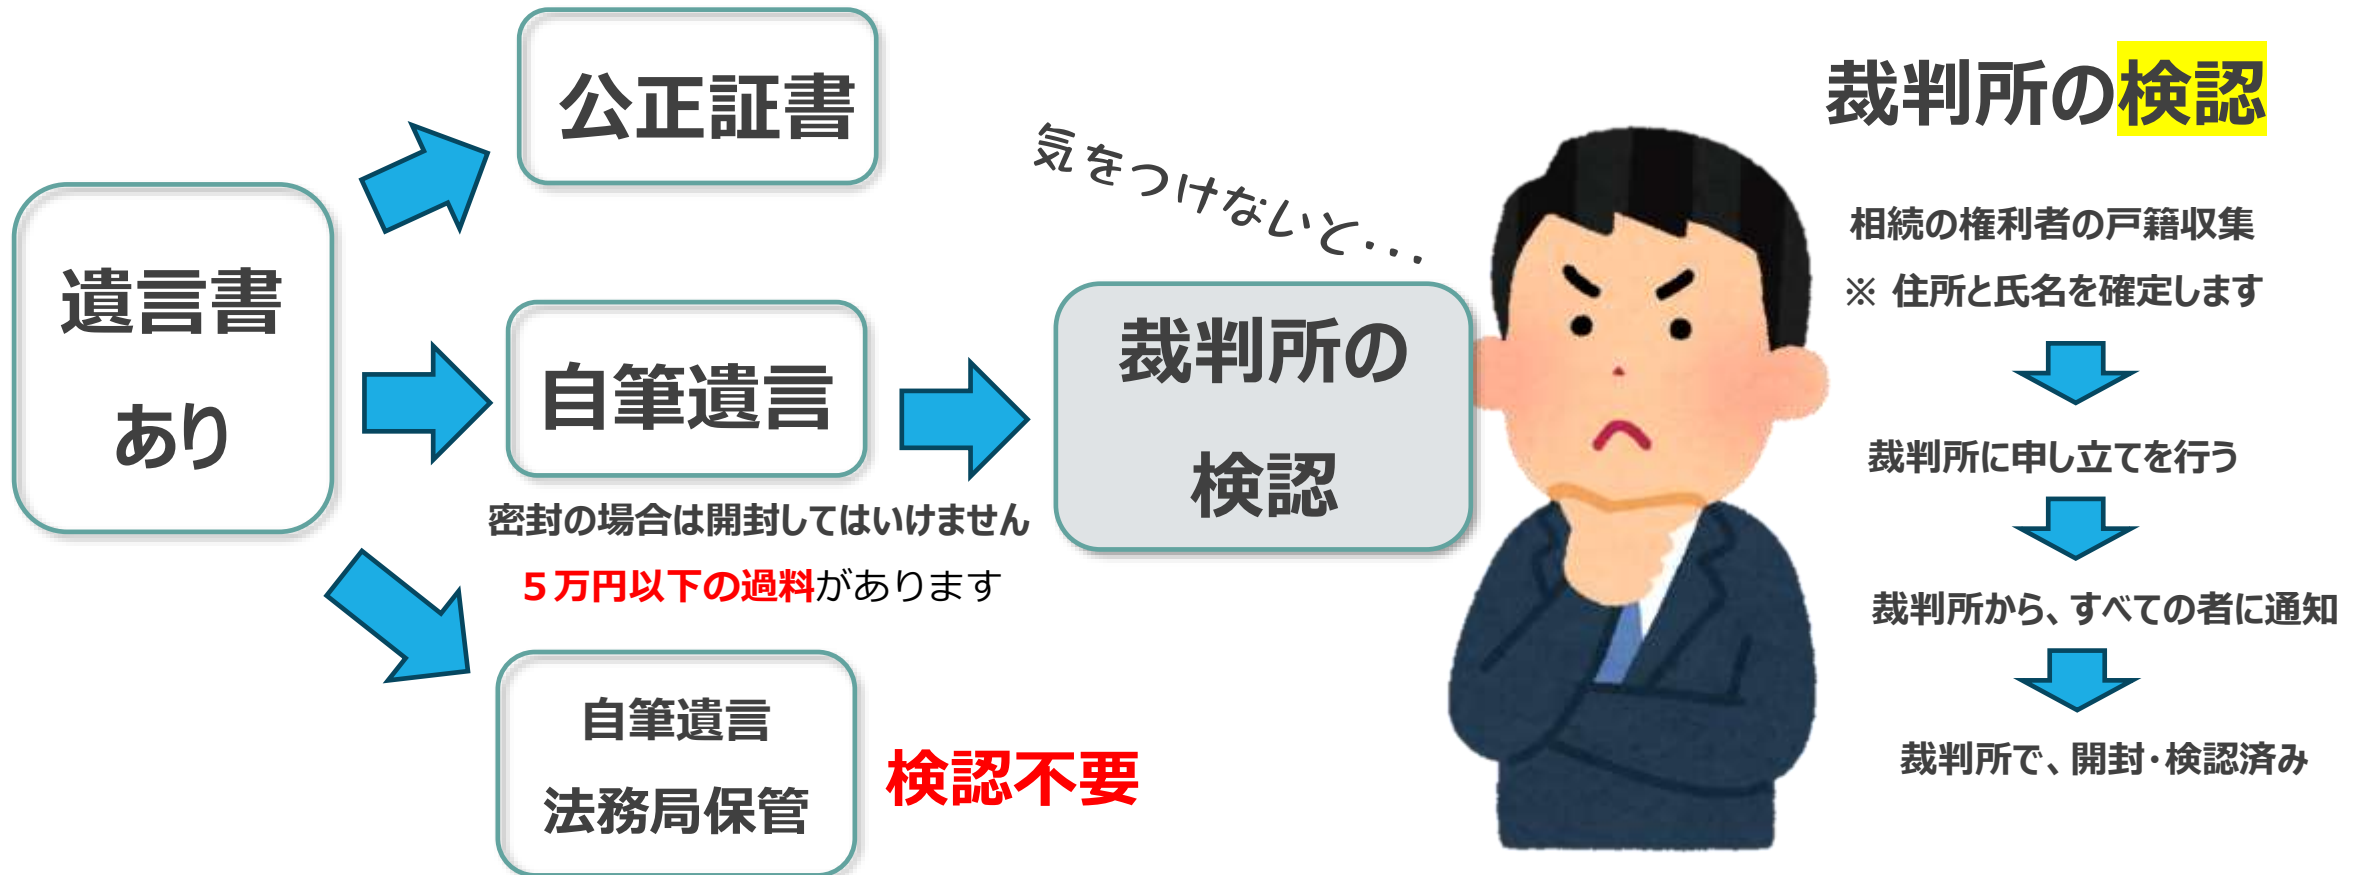 公正証書
遺言書
あり
自筆遺言
密封の場合は開封してはいけません
５万円以下の過料があります
自筆遺言
法務局保管
検認不要
気をつけないと・・・
裁判所の
検認
裁判所の検認
相続の権利者の戸籍収集
※ 住所と氏名を確定します
裁判所に申し立てを行う
裁判所から、すべての者に通知
裁判所で、開封・検認済み